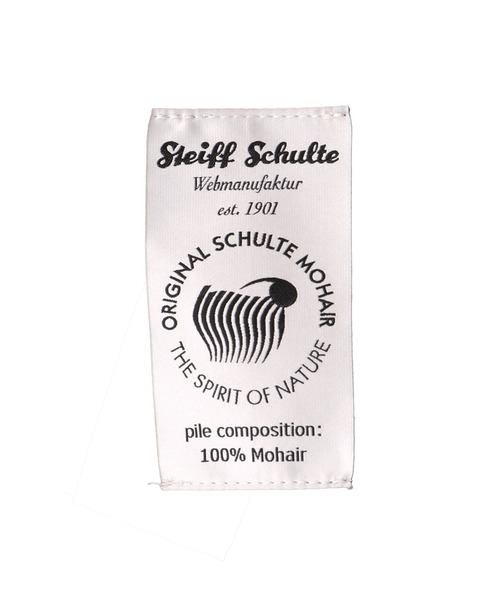 Steiff Schulte
Webmanufaktur
est. 1901
ORIGINAL SCHULTE MOHAIR
THE SPIRIT OF NATURE
pile composition:
100% Mohair